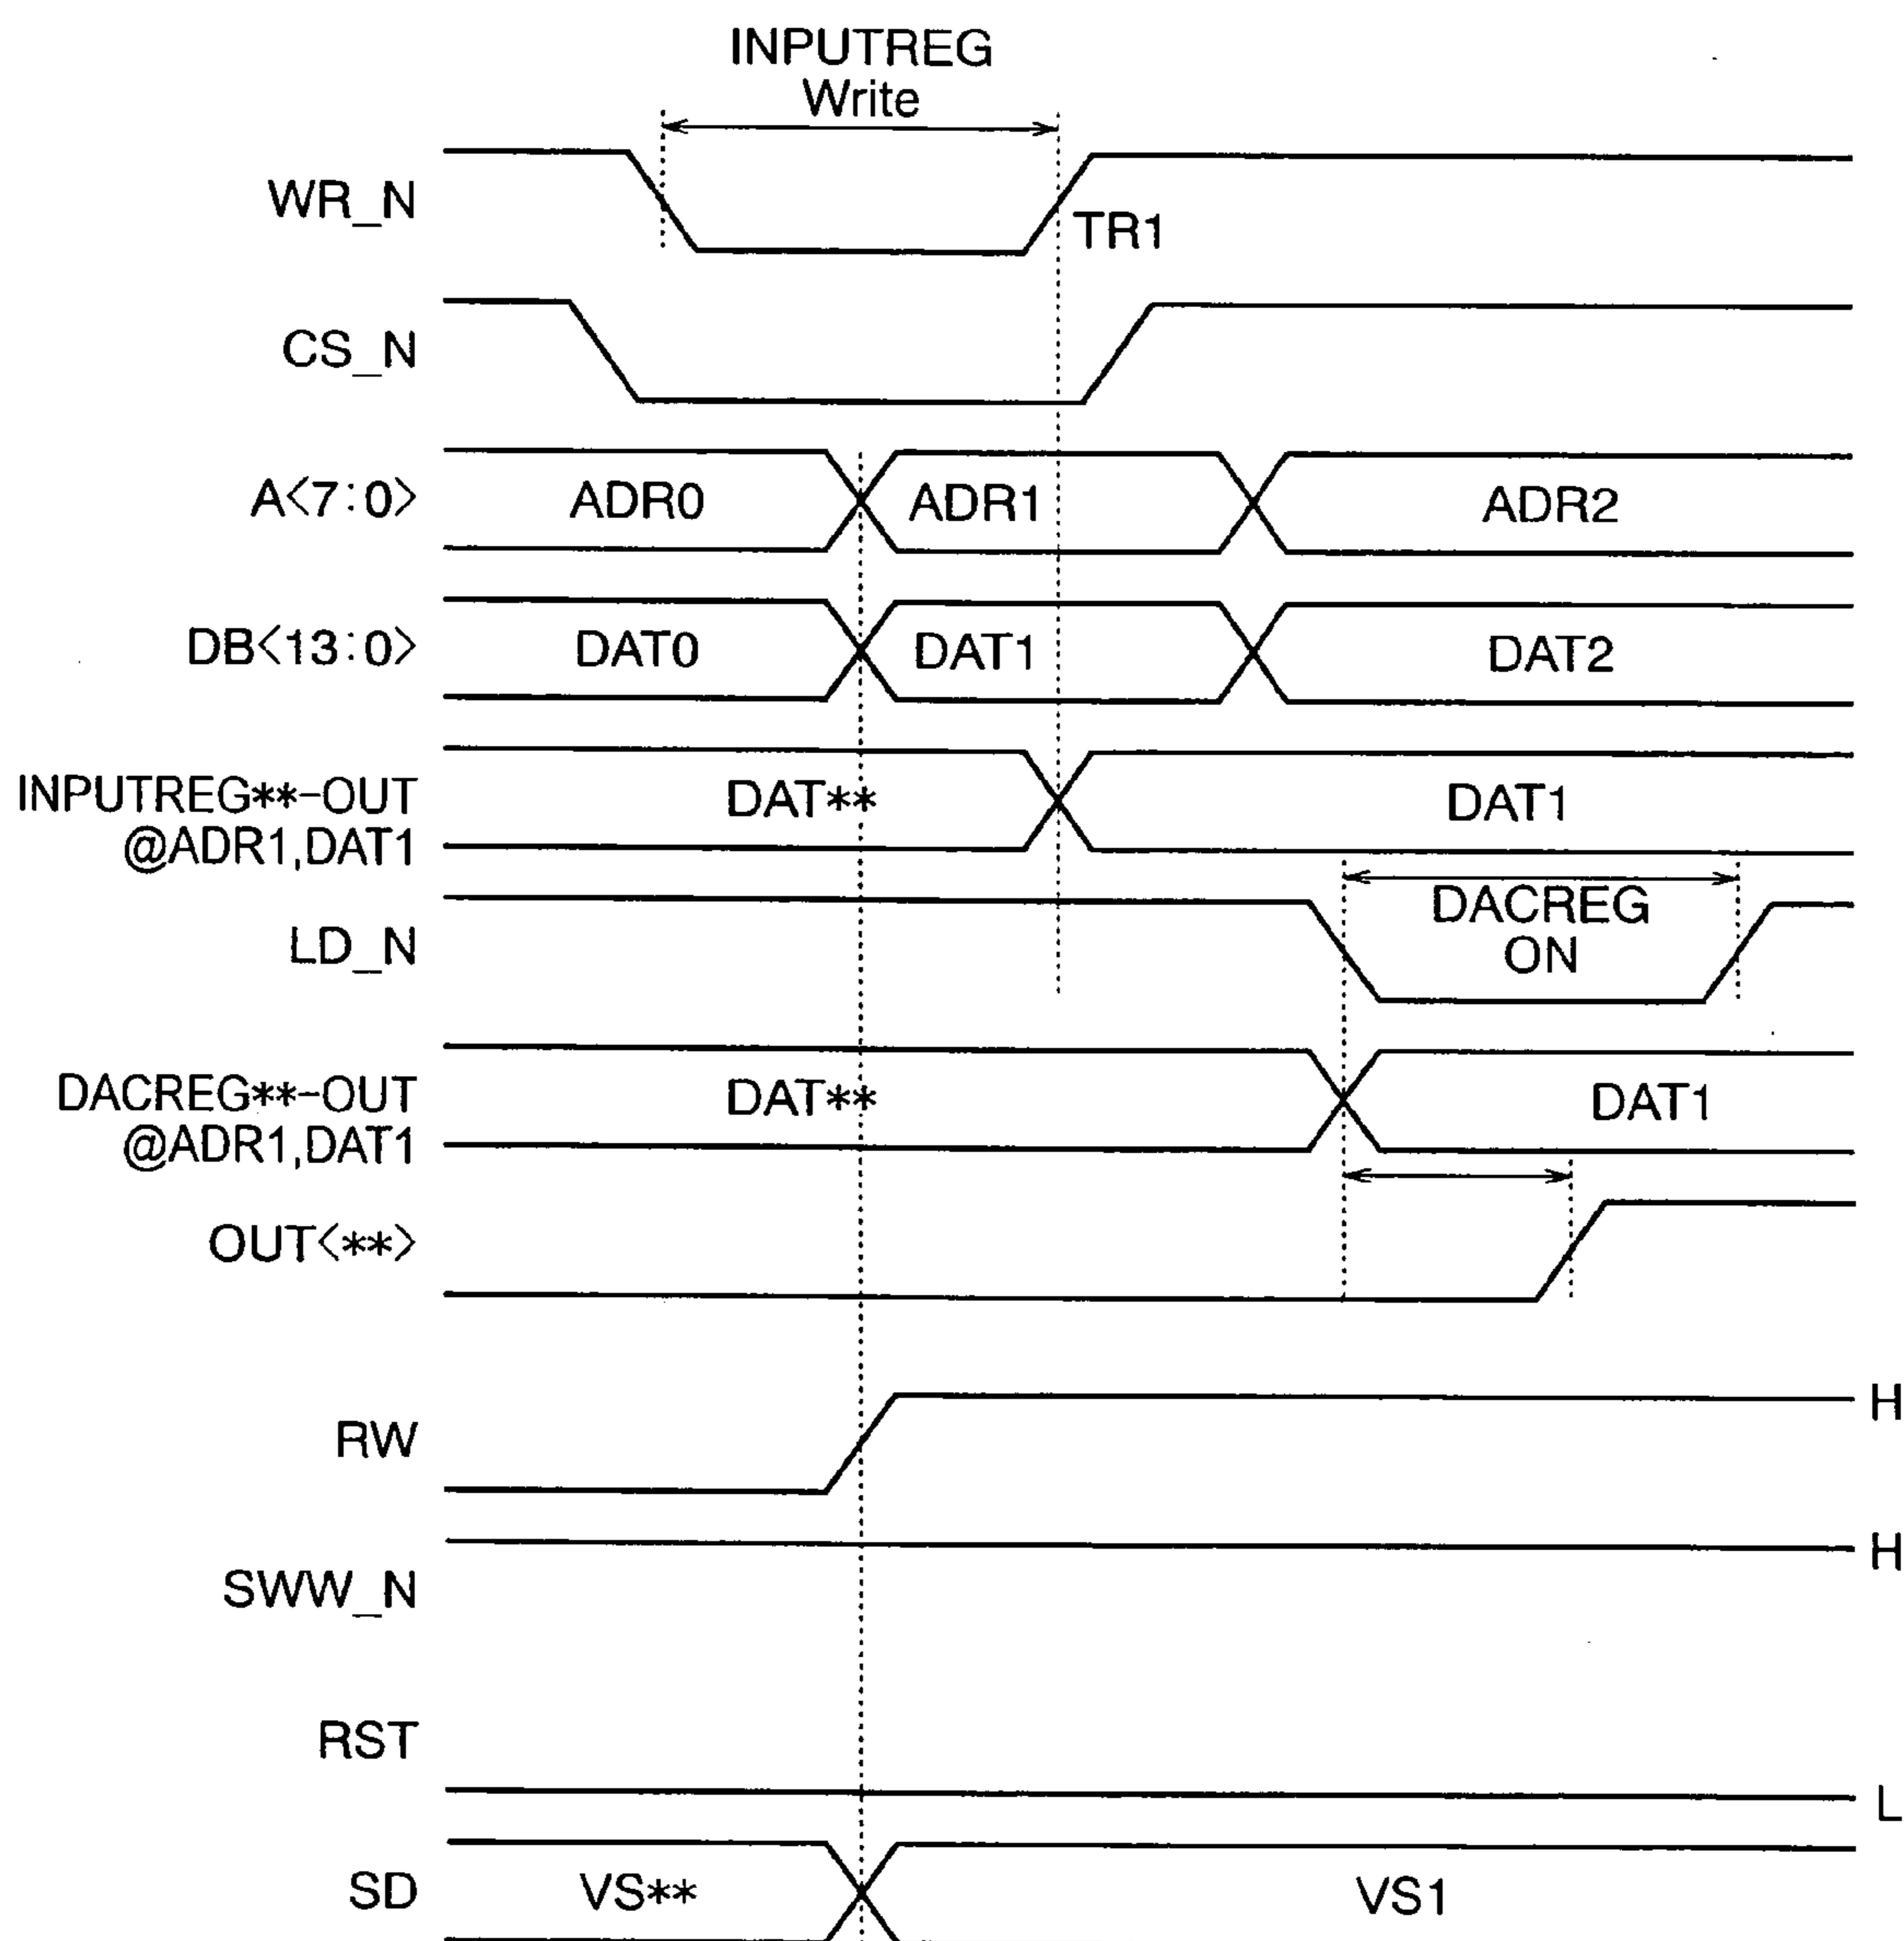 INPUTREG
Write
WR_N
TR1
CS_N
A<7:0>
ADR0
ADR1
ADR2
DB<13:0>
DAT0
DAT1
DAT2
INPUTREG**-OUT
@ADR1,DAT1
DAT**
DAT1
LD_N
DACREG
ON
DACREG**-OUT
@ADR1,DAT1
DAT**
DAT1
OUT<**>
RW
H
SWW_N
H
RST
L
SD
VS**
VS1